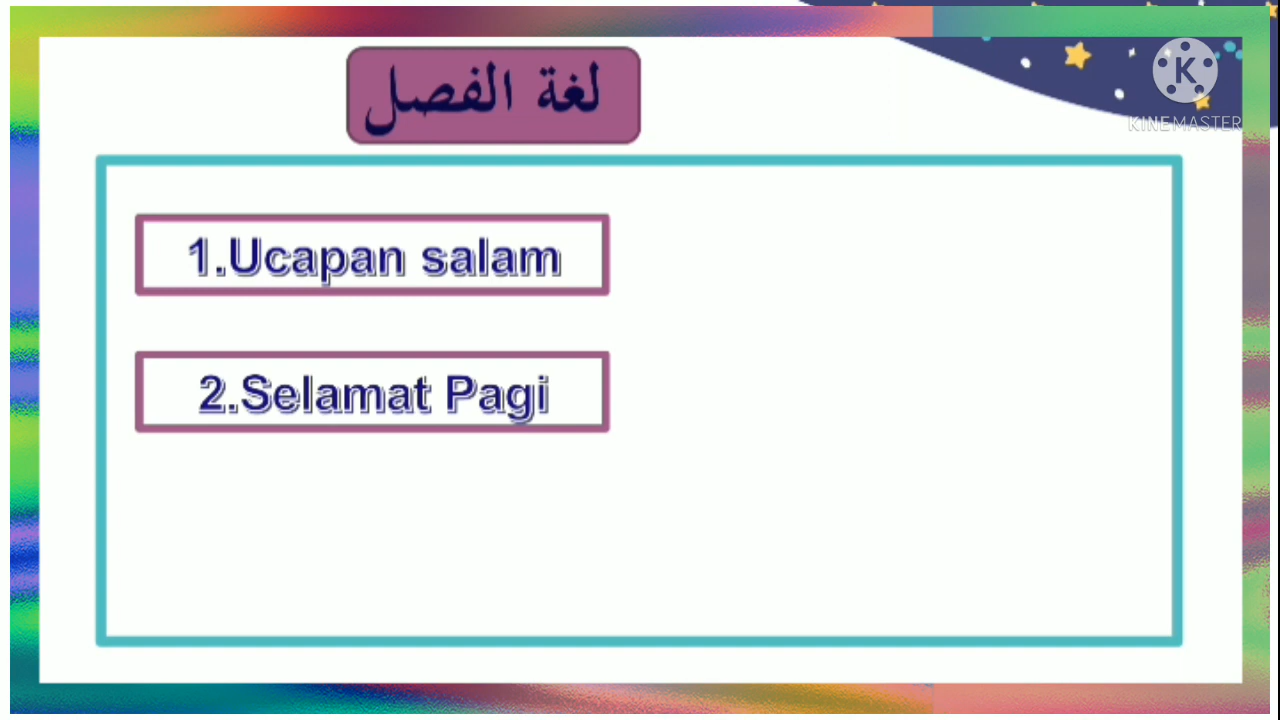 لغة الفصل
1.Ucapan salam
2.Selamat Pagi
K
KINEMASTER